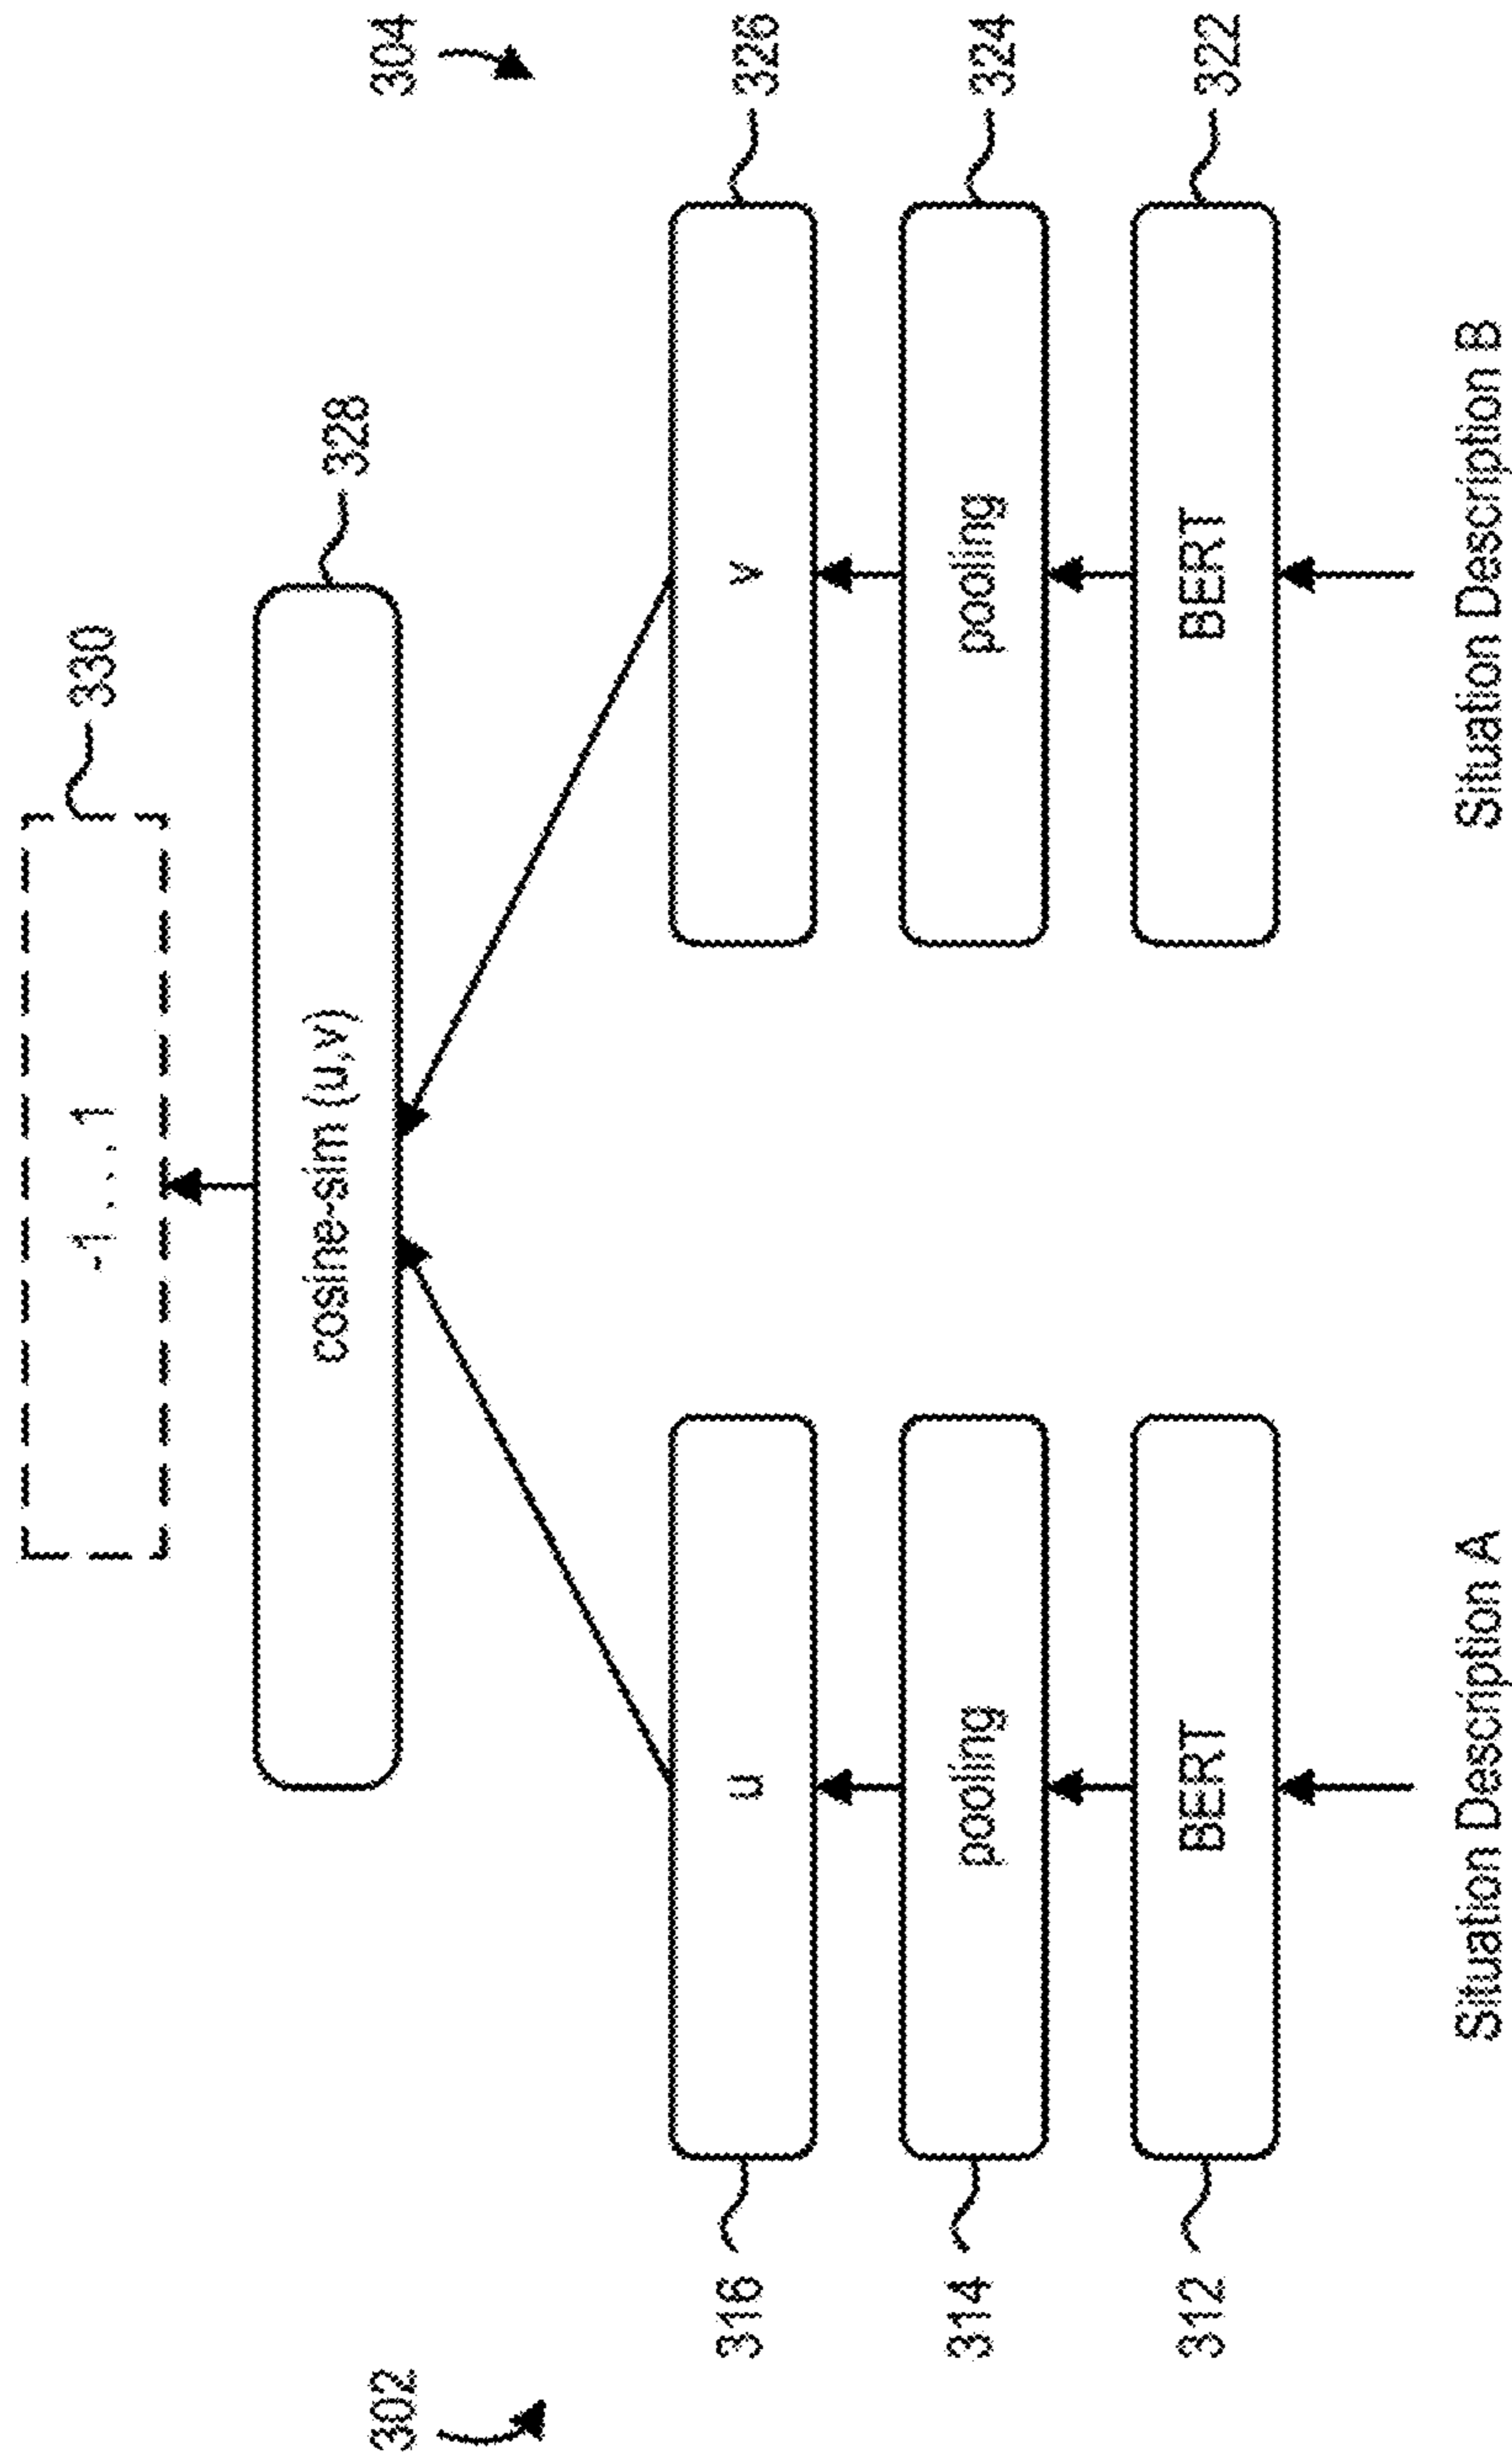 330
-1...1
328
cosine-sim (u,v)
302
304
316
u
v
326
314
pooling
pooling
324
312
BERT
BERT
322
Situation Description A
Situation Description B